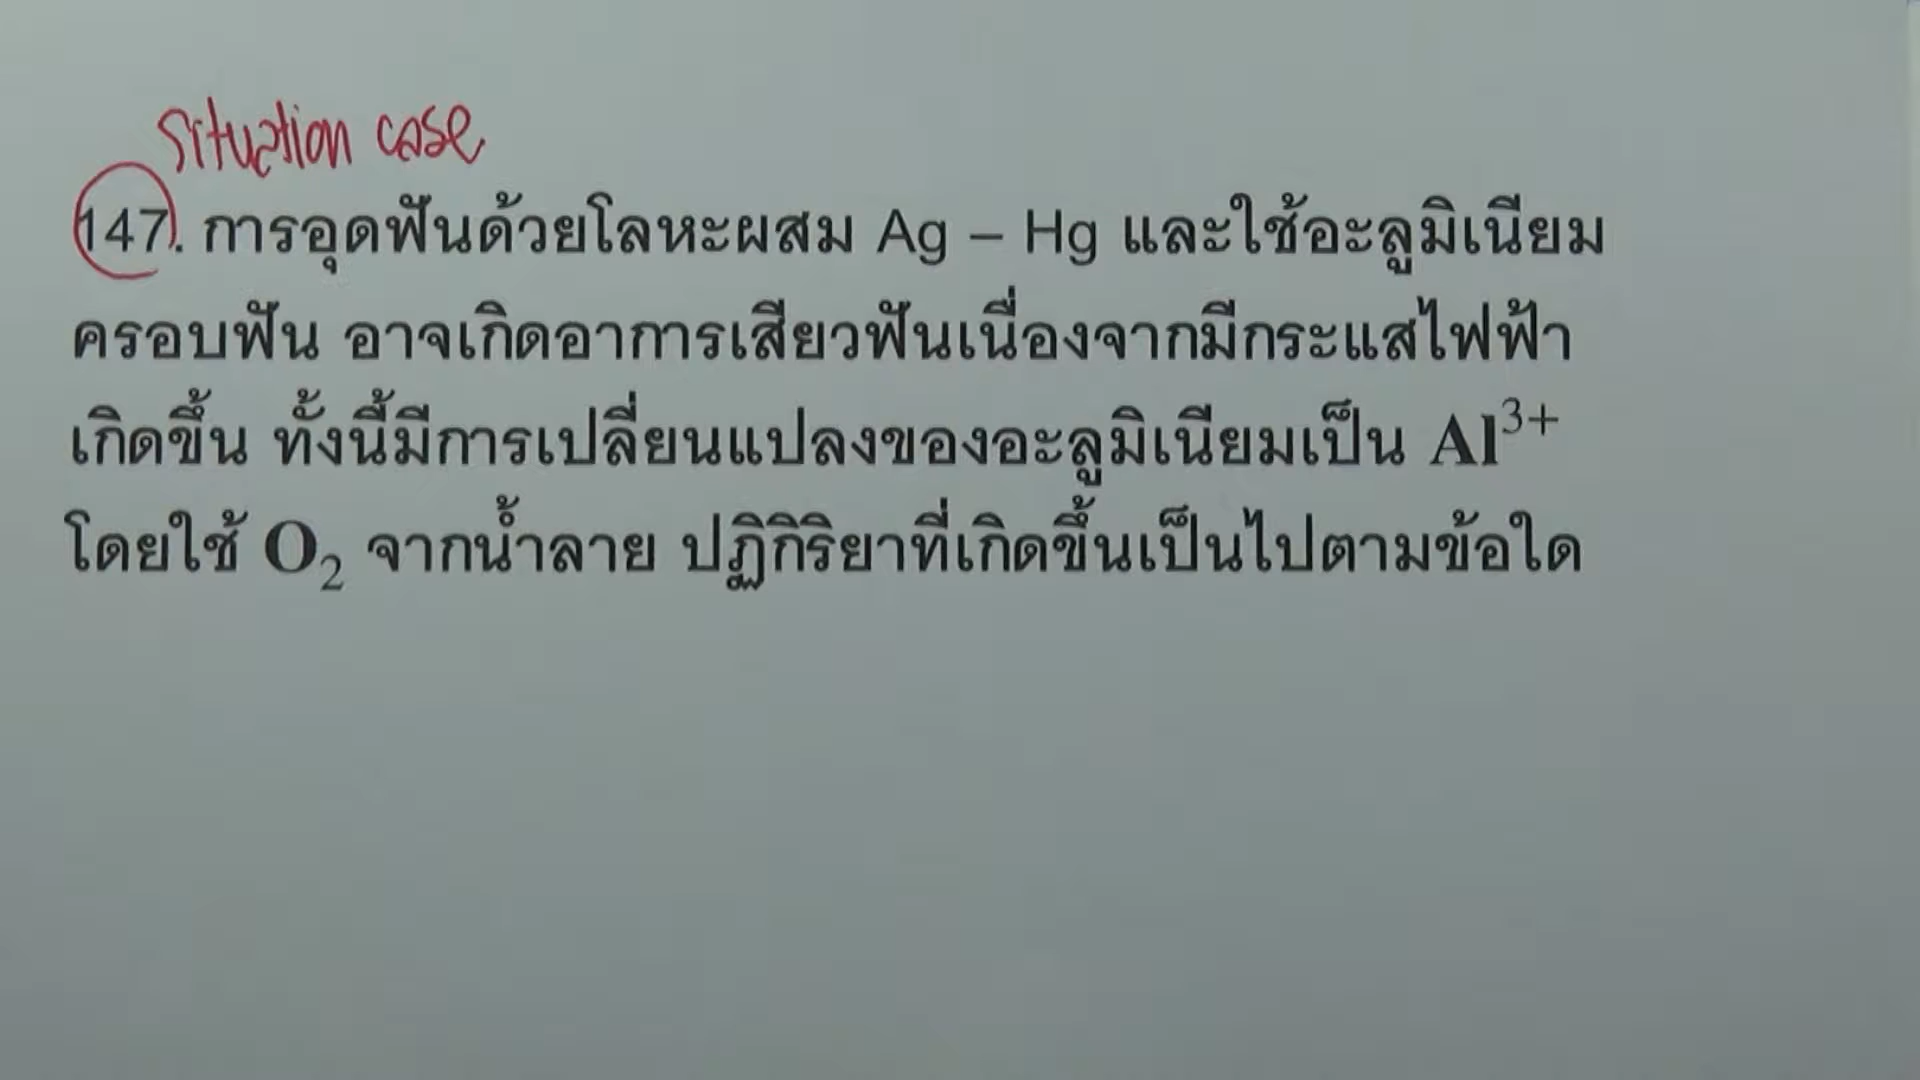 Situation case
147. การอุดฟันด้วยโลหะผสม Ag – Hg และใช้อะลูมิเนียม
ครอบฟัน อาจเกิดอาการเสียวฟันเนื่องจากมีกระแสไฟฟ้า
เกิดขึ้น ทั้งนี้มีการเปลี่ยนแปลงของอะลูมิเนียมเป็น Al³⁺
โดยใช้ O₂ จากน้ำลาย ปฏิกิริยาที่เกิดขึ้นเป็นไปตามข้อใด